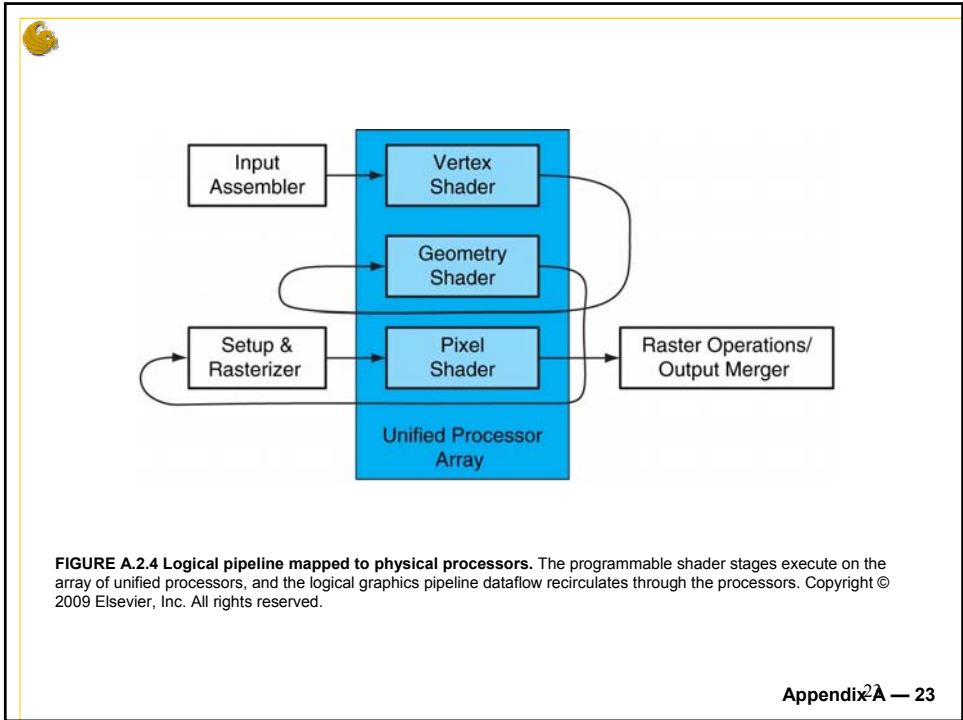 Input
Assembler
Vertex
Shader
Geometry
Shader
Setup &
Rasterizer
Pixel
Shader
Raster Operations/
Output Merger
Unified Processor
Array
FIGURE A.2.4 Logical pipeline mapped to physical processors. The programmable shader stages execute on the
array of unified processors, and the logical graphics pipeline dataflow recirculates through the processors. Copyright ©
2009 Elsevier, Inc. All rights reserved.
Appendix A — 23